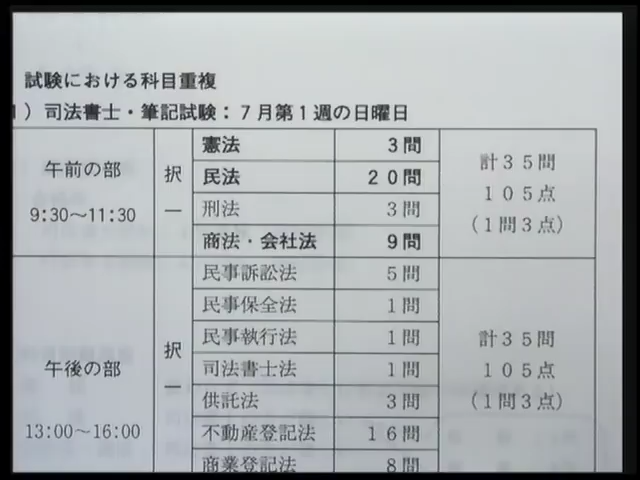 試験における科目重複
1）司法書士・筆記試験：７月第１週の日曜日
午前の部
9:30～11:30
択一
憲法 ３問
民法 ２０問
刑法 ３問
商法・会社法 ９問
計３５問
１０５点
（１問３点）
午後の部
13:00～16:00
択一
民事訴訟法 ５問
民事保全法 １問
民事執行法 １問
司法書士法 １問
供託法 ３問
不動産登記法 １６問
商業登記法 ８問
計３５問
１０５点
（１問３点）